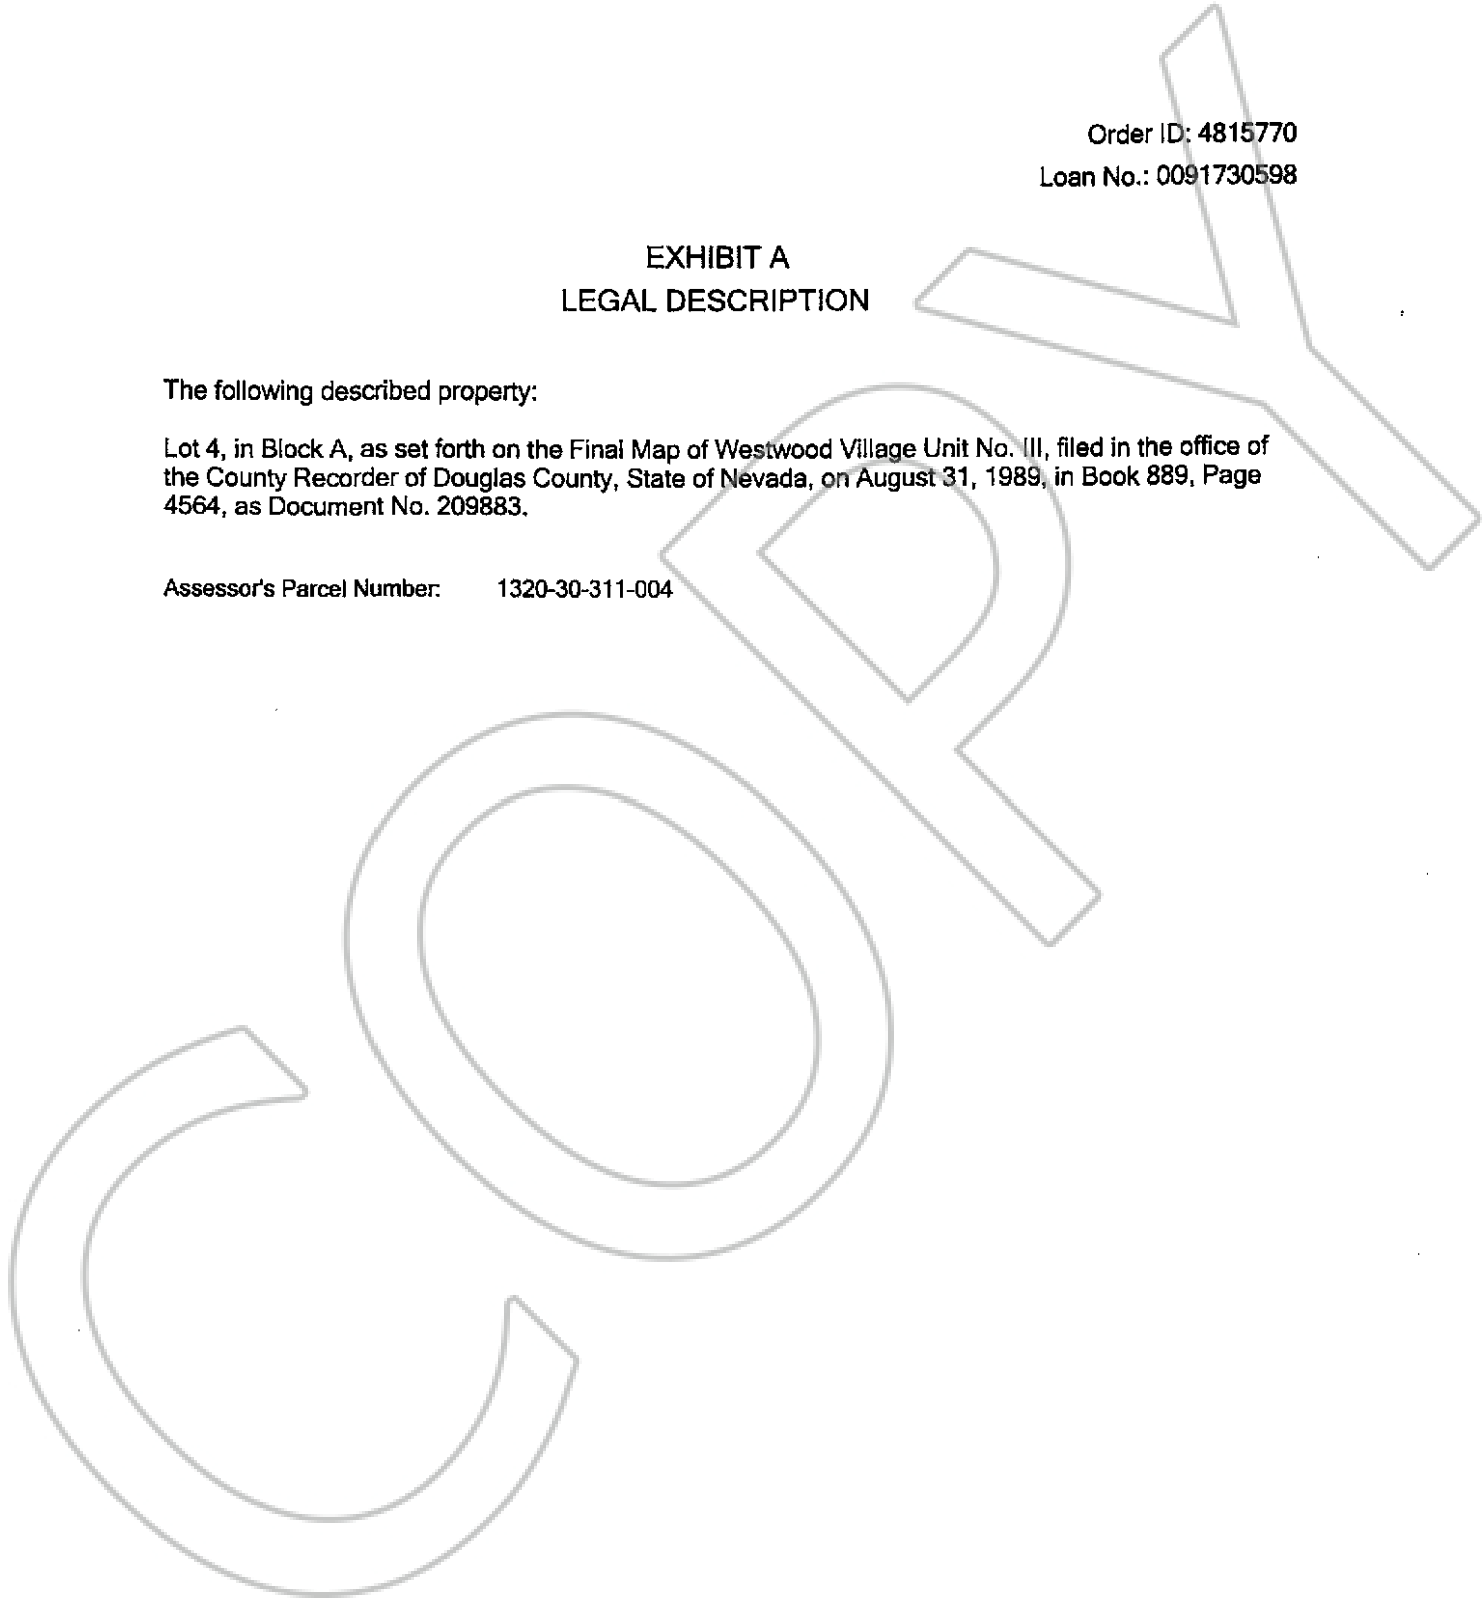 Order ID: 4815770
Loan No.: 0091730598
EXHIBIT A
LEGAL DESCRIPTION
The following described property:
Lot 4, in Block A, as set forth on the Final Map of Westwood Village Unit No. III, filed in the office of
the County Recorder of Douglas County, State of Nevada, on August 31, 1989, in Book 889, Page
4564, as Document No. 209883.
Assessor's Parcel Number: 1320-30-311-004
COPY